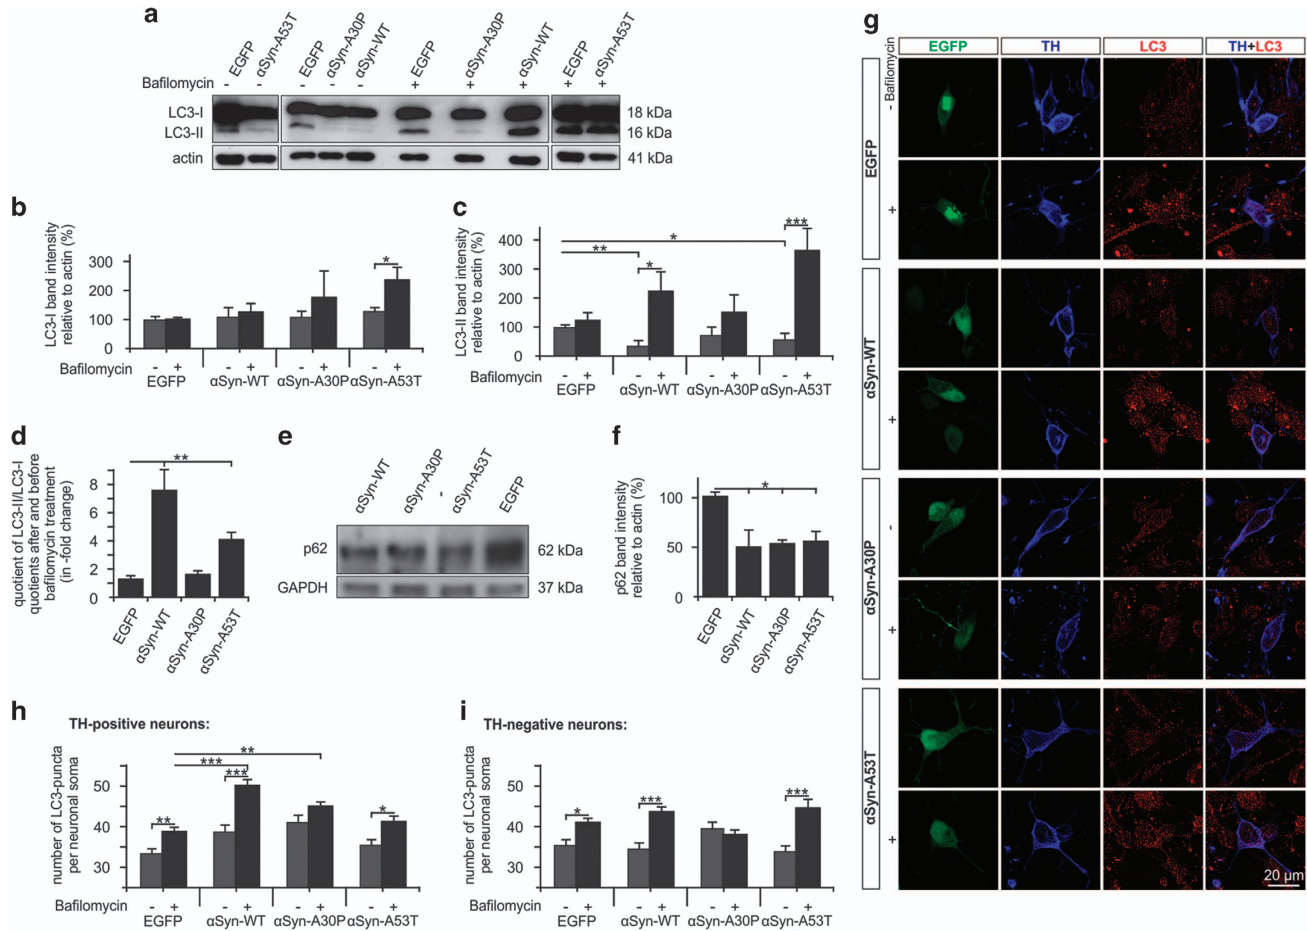 a
EGFP
αSyn-A53T
EGFP
αSyn-A30P
αSyn-WT
EGFP
αSyn-A30P
αSyn-WT
EGFP
αSyn-A53T
Bafilomycin - - - - - + + + + +
LC3-I 18 kDa
LC3-II 16 kDa
actin 41 kDa
b
LC3-I band intensity
relative to actin (%)
300
200
100
0
*
Bafilomycin - + - + - + - +
EGFP αSyn-WT αSyn-A30P αSyn-A53T
c
LC3-II band intensity
relative to actin (%)
400
300
200
100
0
** * * ***
Bafilomycin - + - + - + - +
EGFP αSyn-WT αSyn-A30P αSyn-A53T
d
quotient of LC3-II/LC3-I
quotients after and before
bafilomycin treatment
(in -fold change)
8
6
4
2
0
**
EGFP
αSyn-WT
αSyn-A30P
αSyn-A53T
e
αSyn-WT
αSyn-A30P
-
αSyn-A53T
EGFP
p62 62 kDa
GAPDH 37 kDa
f
p62 band intensity
relative to actin (%)
100
50
0
*
EGFP
αSyn-WT
αSyn-A30P
αSyn-A53T
g
EGFP TH LC3 TH+LC3
- Bafilomycin
+
EGFP
-
+
αSyn-WT
-
+
αSyn-A30P
-
+
αSyn-A53T
20 µm
h
TH-positive neurons:
number of LC3-puncta
per neuronal soma
50
40
30
** *** *** ** *
Bafilomycin - + - + - + - +
EGFP αSyn-WT αSyn-A30P αSyn-A53T
i
TH-negative neurons:
number of LC3-puncta
per neuronal soma
50
40
30
* *** ***
Bafilomycin - + - + - + - +
EGFP αSyn-WT αSyn-A30P αSyn-A53T